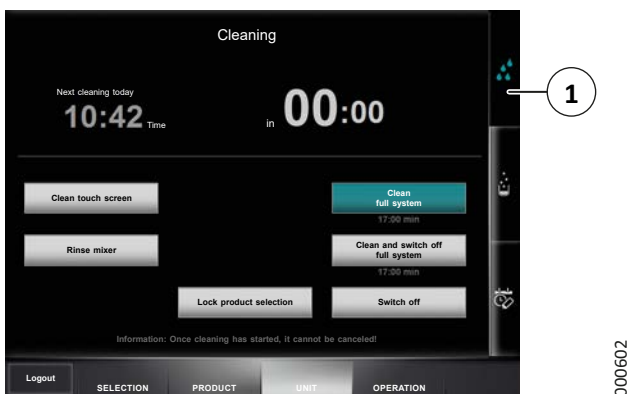 Cleaning
Next cleaning today
10:42 Time
in 00:00
Clean touch screen
Clean
full system
17:00 min
Rinse mixer
Clean and switch off
full system
17:00 min
Lock product selection
Switch off
Information: Once cleaning has started, it cannot be canceled!
Logout
SELECTION
PRODUCT
UNIT
OPERATION
1
000602